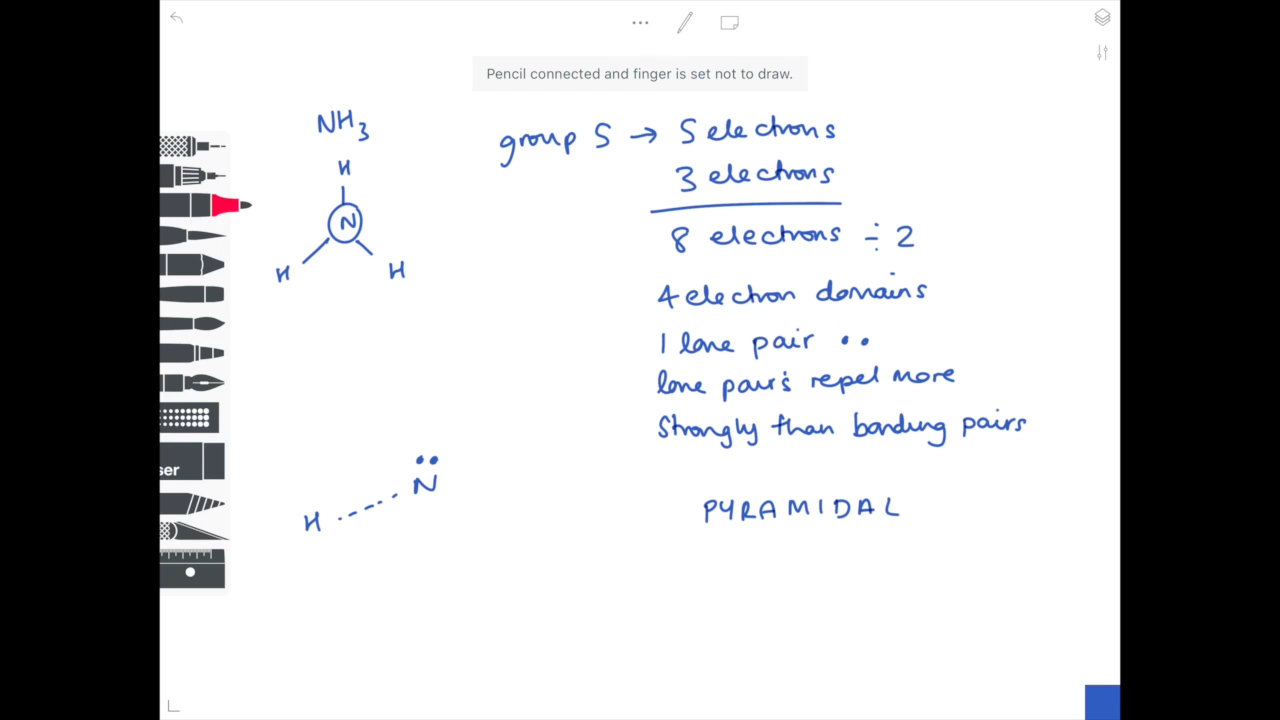 Pencil connected and finger is set not to draw.
NH3
H
N
H H
group 5 → 5 electrons
3 electrons
8 electrons ÷ 2
4 electron domains
1 lone pair ••
lone pairs repel more
strongly than bonding pairs
PYRAMIDAL
••
N
H
ser